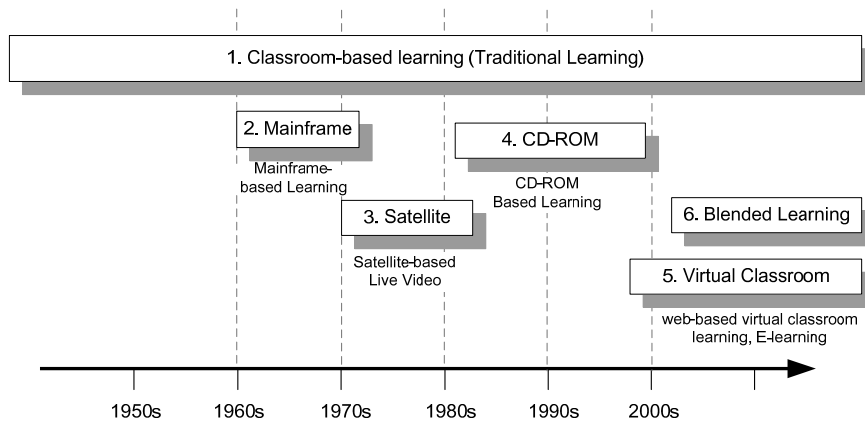 1. Classroom-based learning (Traditional Learning)
2. Mainframe
Mainframe-
based Learning
3. Satellite
Satellite-based
Live Video
4. CD-ROM
CD-ROM
Based Learning
6. Blended Learning
5. Virtual Classroom
web-based virtual classroom
learning, E-learning
1950s 1960s 1970s 1980s 1990s 2000s